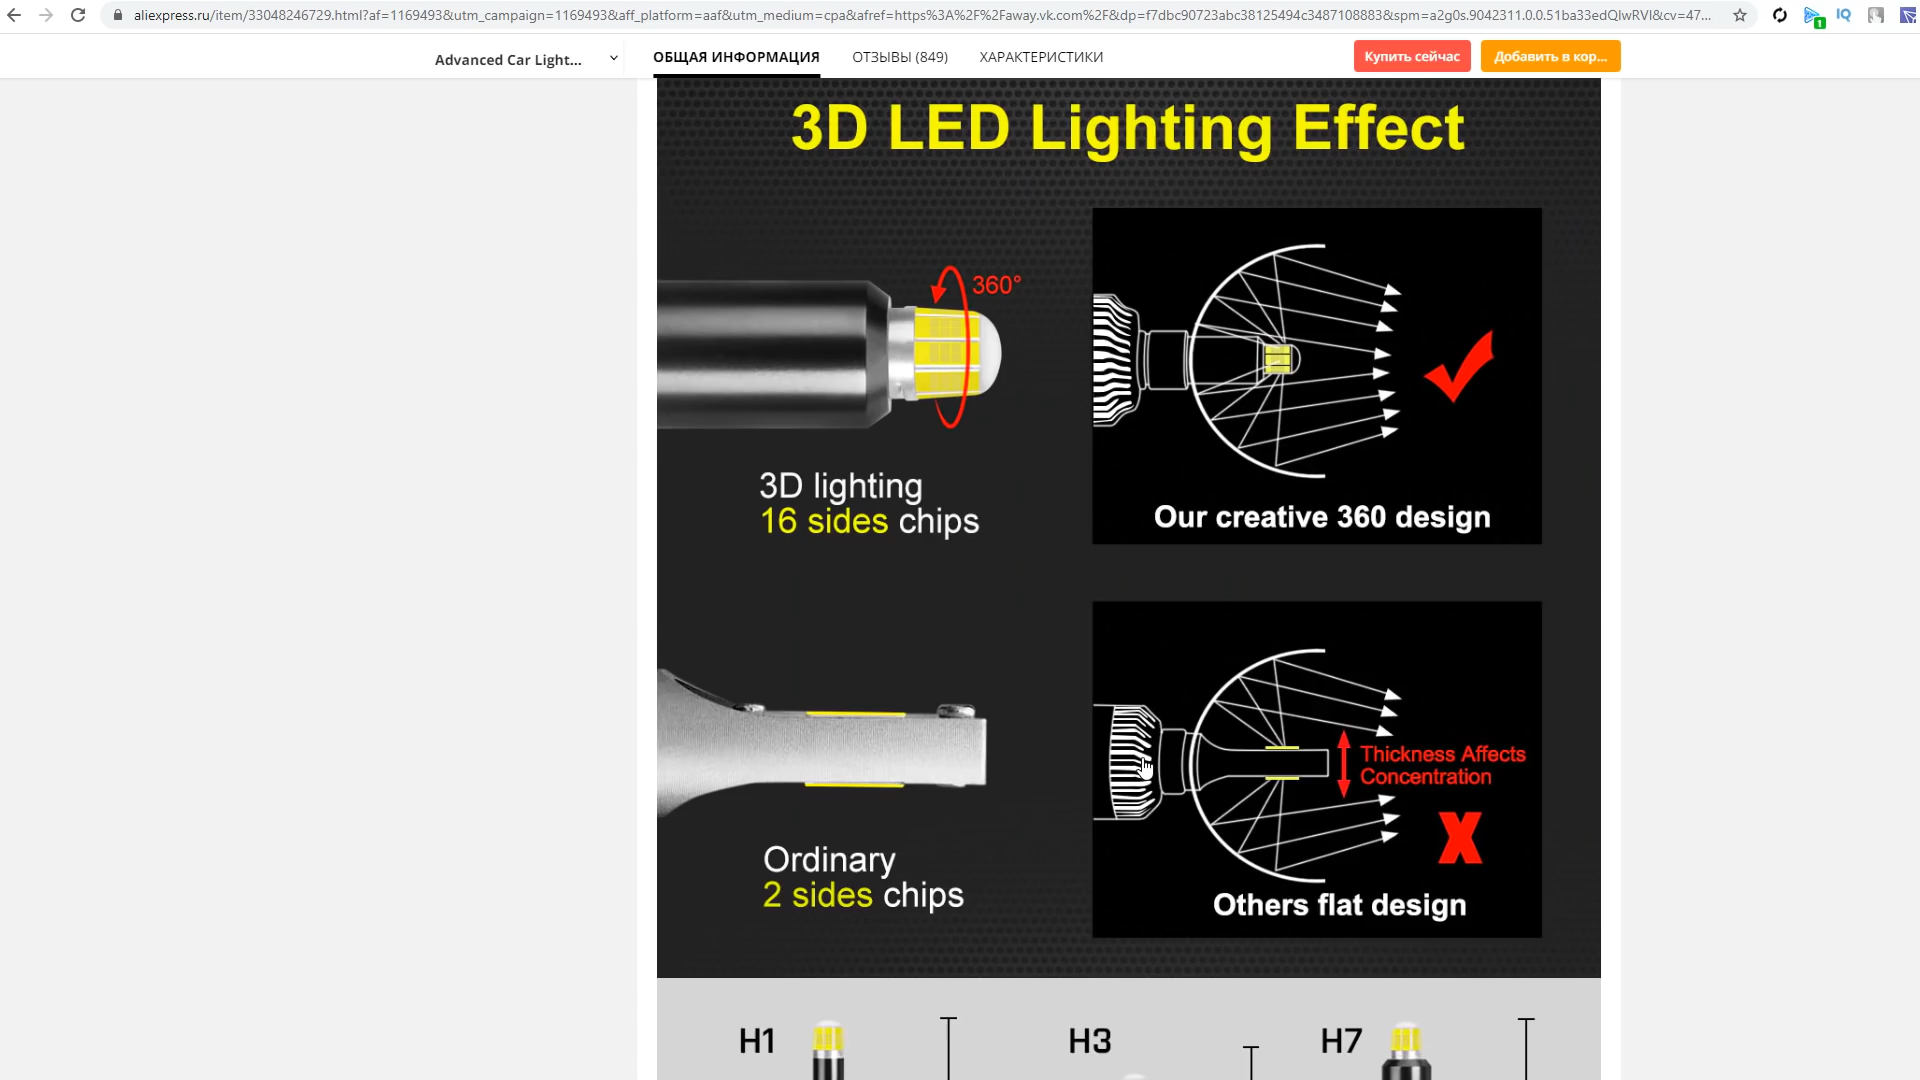 aliexpress.ru/item/33048246729.html?af=1169493&utm_campaign=1169493&aff_platform=aaf&utm_medium=cpa&afref=https%3A%2F%2Faway.vk.com%2F&dp=f7dbc90723abc38125494c3487108883&spm=a2g0s.9042311.0.0.51ba33edQIwRVI&cv=47...
IQ
1
Advanced Car Light...
ОБЩАЯ ИНФОРМАЦИЯ
ОТЗЫВЫ (849)
ХАРАКТЕРИСТИКИ
Купить сейчас
Добавить в кор...
3D LED Lighting Effect
360°
3D lighting
16 sides chips
Our creative 360 design
Thickness Affects
Concentration
X
Ordinary
2 sides chips
Others flat design
H1
H3
H7